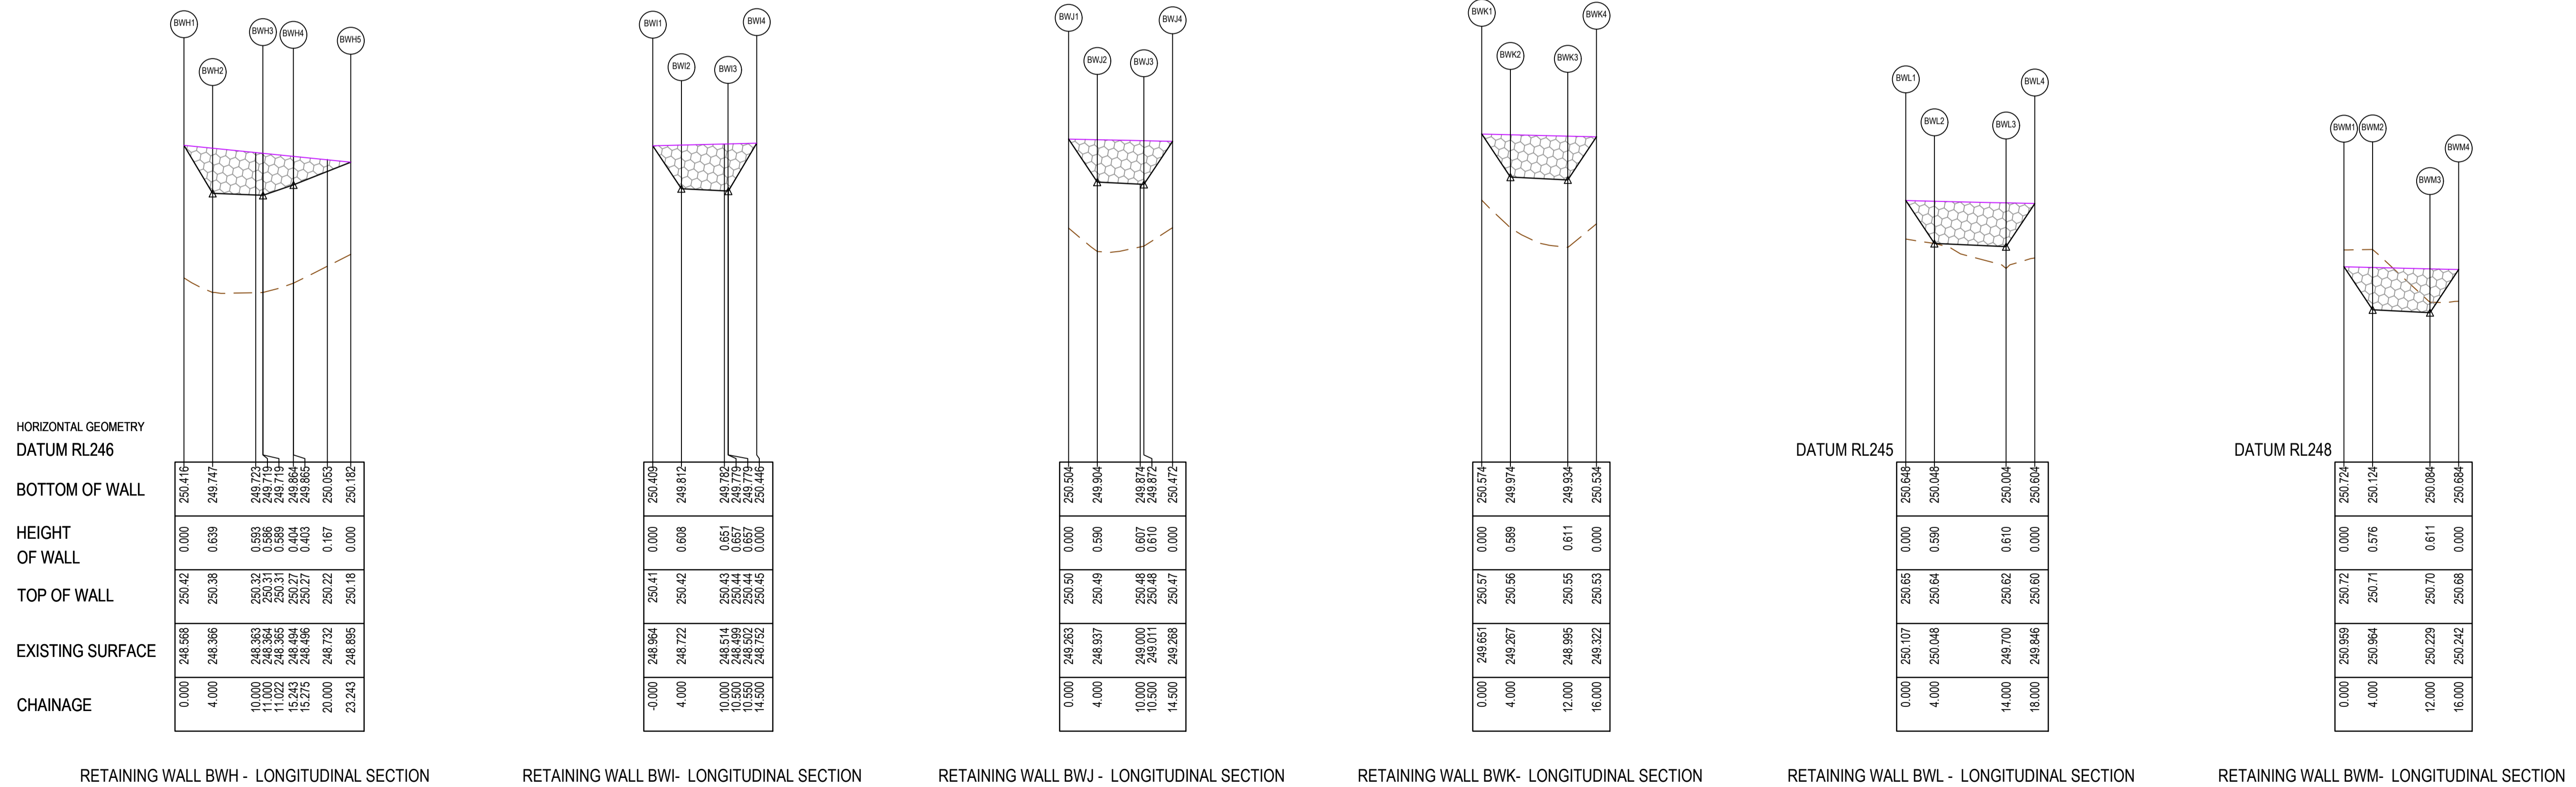 BWH1 BWH2 BWH3 BWH4 BWH5
BWI1 BWI2 BWI3 BWI4
BWJ1 BWJ2 BWJ3 BWJ4
BWK1 BWK2 BWK3 BWK4
BWL1 BWL2 BWL3 BWL4
BWM1 BWM2 BWM3 BWM4
HORIZONTAL GEOMETRY
DATUM RL246
BOTTOM OF WALL
HEIGHT
OF WALL
TOP OF WALL
EXISTING SURFACE
CHAINAGE
250.416 249.747 249.723 249.719 249.719 249.864 249.865 250.053 250.182
0.000 0.639 0.593 0.586 0.589 0.404 0.403 0.167 0.000
250.42 250.38 250.32 250.31 250.31 250.27 250.27 250.22 250.18
248.568 248.366 248.363 248.364 248.365 248.494 248.496 248.732 248.895
0.000 4.000 10.000 11.000 11.022 15.243 15.275 20.000 23.243
RETAINING WALL BWH - LONGITUDINAL SECTION
250.409 249.812 249.782 249.779 249.779 250.446
0.000 0.608 0.651 0.657 0.657 0.000
250.41 250.42 250.43 250.44 250.44 250.45
248.964 248.722 248.514 248.499 248.502 248.752
-0.000 4.000 10.000 10.500 10.550 14.500
RETAINING WALL BWI- LONGITUDINAL SECTION
250.504 249.904 249.874 249.872 250.472
0.000 0.590 0.607 0.610 0.000
250.50 250.49 250.48 250.48 250.47
249.263 248.937 249.000 249.011 249.268
0.000 4.000 10.000 10.500 14.500
RETAINING WALL BWJ - LONGITUDINAL SECTION
250.574 249.974 249.934 250.534
0.000 0.589 0.611 0.000
250.57 250.56 250.55 250.53
249.651 249.267 248.995 249.322
0.000 4.000 12.000 16.000
RETAINING WALL BWK- LONGITUDINAL SECTION
DATUM RL245
250.648 250.048 250.004 250.604
0.000 0.590 0.610 0.000
250.65 250.64 250.62 250.60
250.107 250.048 249.700 249.846
0.000 4.000 14.000 18.000
RETAINING WALL BWL - LONGITUDINAL SECTION
DATUM RL248
250.724 250.124 250.084 250.684
0.000 0.576 0.611 0.000
250.72 250.71 250.70 250.68
250.959 250.964 250.229 250.242
0.000 4.000 12.000 16.000
RETAINING WALL BWM- LONGITUDINAL SECTION